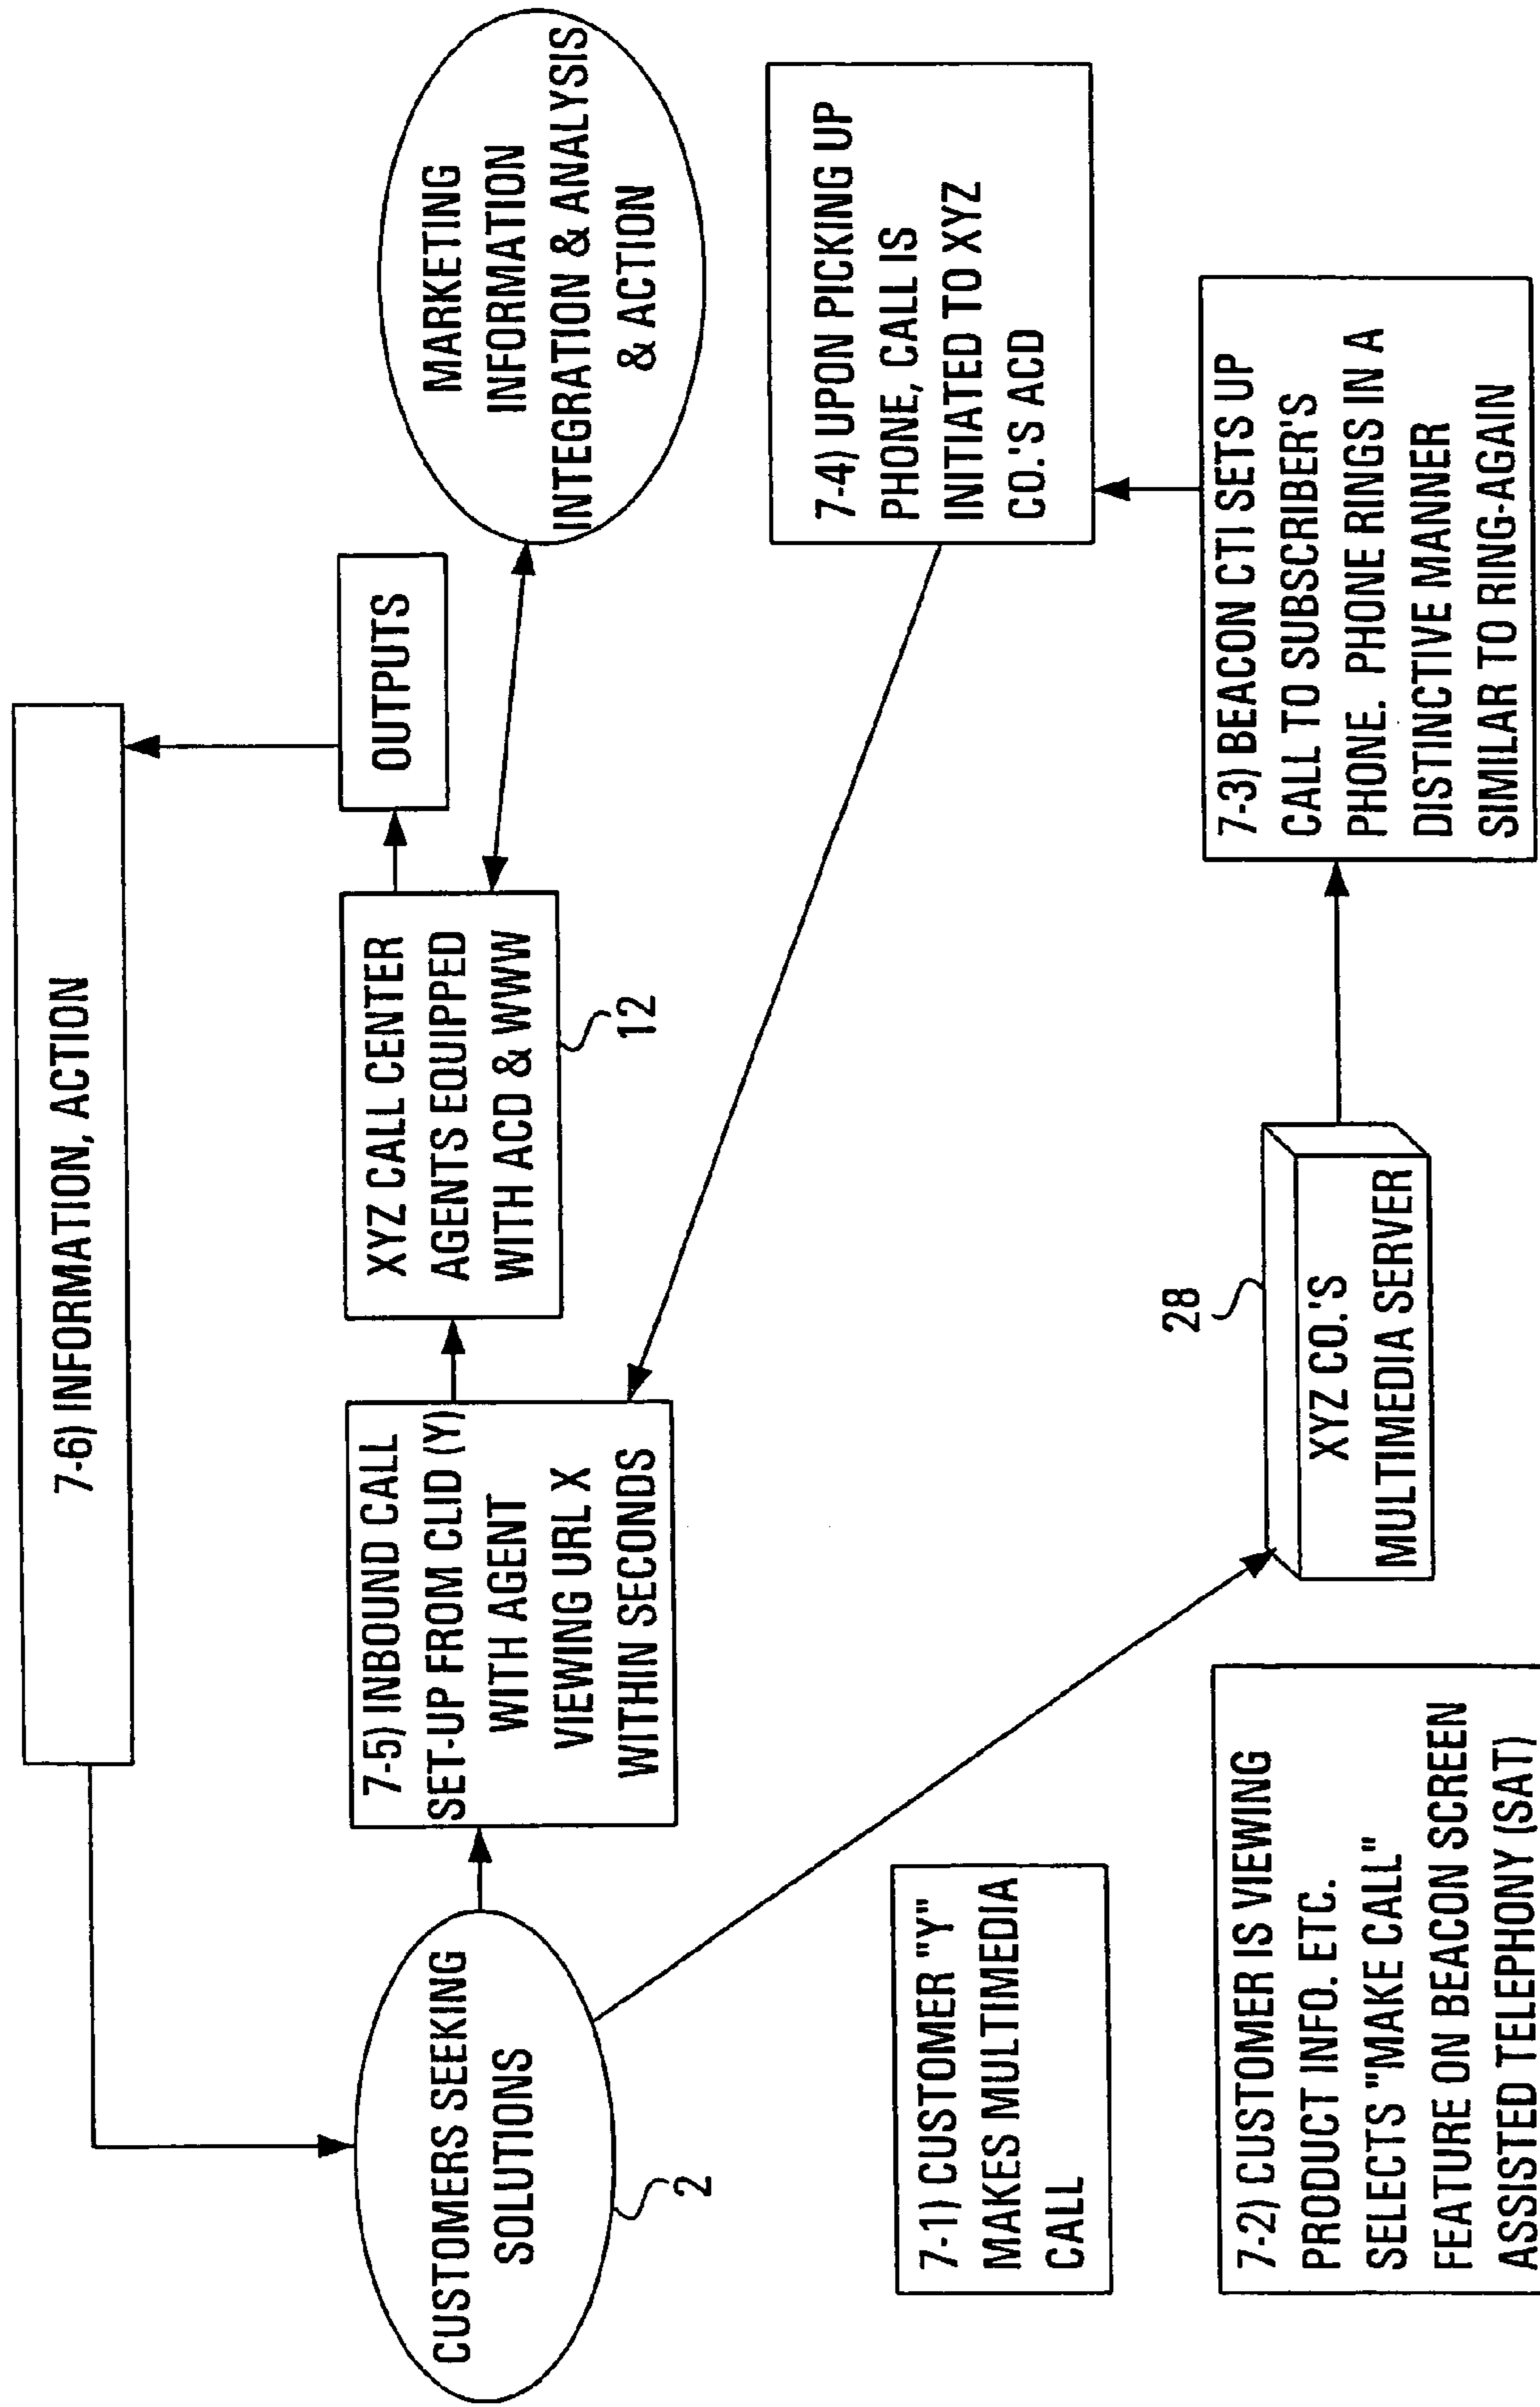 7-6) INFORMATION, ACTION
CUSTOMERS SEEKING
SOLUTIONS
2
7-5) INBOUND CALL
SET-UP FROM CLID (Y)
WITH AGENT
VIEWING URL X
WITHIN SECONDS
XYZ CALL CENTER
AGENTS EQUIPPED
WITH ACD & WWW
12
OUTPUTS
MARKETING
INFORMATION
INTEGRATION & ANALYSIS
& ACTION
7-1) CUSTOMER "Y"
MAKES MULTIMEDIA
CALL
7-4) UPON PICKING UP
PHONE, CALL IS
INITIATED TO XYZ
CO.'S ACD
7-2) CUSTOMER IS VIEWING
PRODUCT INFO. ETC.
SELECTS "MAKE CALL"
FEATURE ON BEACON SCREEN
ASSISTED TELEPHONY (SAT)
28
XYZ CO.'S
MULTIMEDIA SERVER
7-3) BEACON CTI SETS UP
CALL TO SUBSCRIBER'S
PHONE. PHONE RINGS IN A
DISTINCTIVE MANNER
SIMILAR TO RING-AGAIN